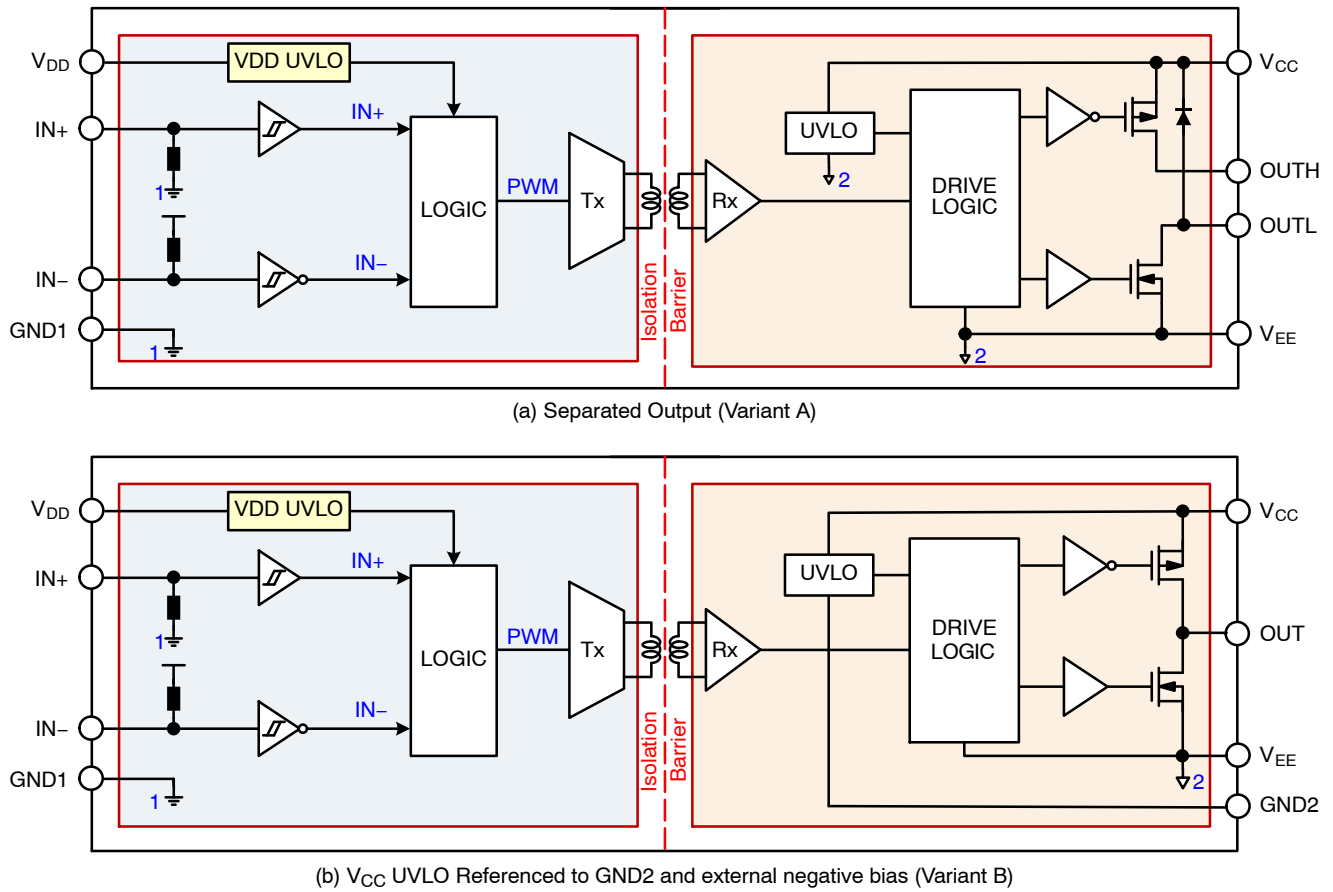 VDD
VDD UVLO
VCC
IN+
IN+
UVLO
2
DRIVE
LOGIC
1
PWM
Tx
Rx
OUTH
LOGIC
OUTL
IN−
IN−
Isolation
Barrier
GND1
1
2
VEE
(a) Separated Output (Variant A)
VDD
VDD UVLO
VCC
IN+
IN+
UVLO
DRIVE
LOGIC
1
PWM
Tx
Rx
OUT
LOGIC
IN−
IN−
Isolation
Barrier
GND1
1
VEE
2
GND2
(b) VCC UVLO Referenced to GND2 and external negative bias (Variant B)